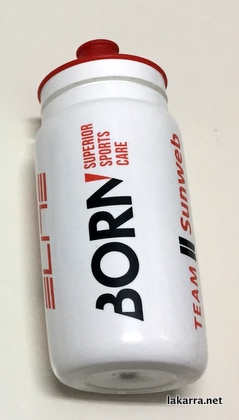 ELITE
BORN
SUPERIOR
SPORTS
CARE
TEAM Sunweb
lakarra.net